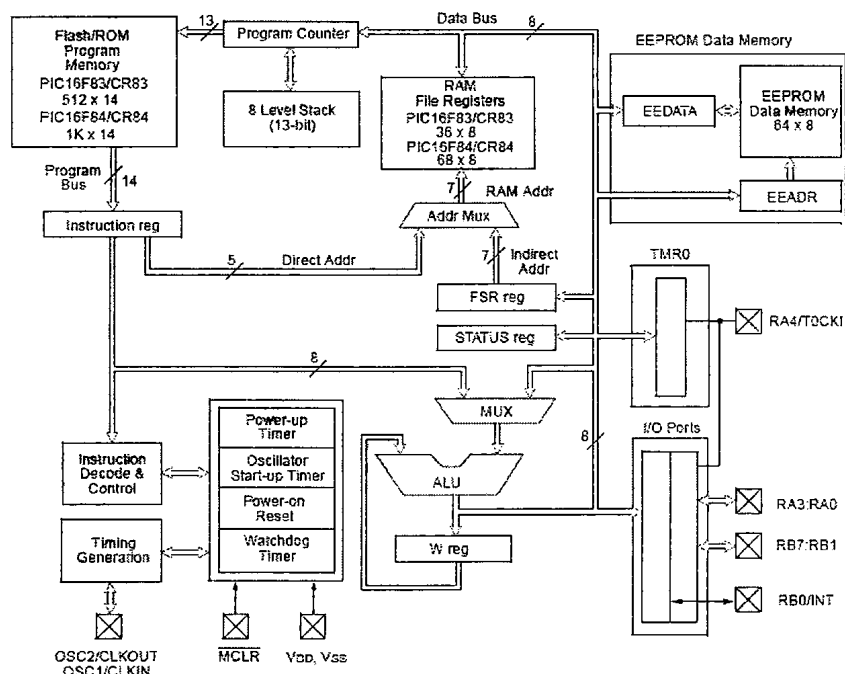 Flash/ROM
Program
Memory
PIC16F83/CR83
512 x 14
PIC16F84/CR84
1K x 14
13
Program Counter
Data Bus
8
8 Level Stack
(13-bit)
RAM
File Registers
PIC16F83/CR83
36 x 8
PIC16F84/CR84
68 x 8
EEPROM Data Memory
EEDATA
EEPROM
Data Memory
64 x 8
EEADR
Program
Bus
14
7
RAM Addr
Instruction reg
Addr Mux
5
Direct Addr
7
Indirect
Addr
FSR reg
STATUS reg
TMR0
RA4/T0CKI
8
MUX
8
I/O Ports
Power-up
Timer
Instruction
Decode &
Control
Oscillator
Start-up Timer
ALU
Power-on
Reset
RA3:RA0
Timing
Generation
Watchdog
Timer
W reg
RB7:RB1
RB0/INT
OSC2/CLKOUT
OSC1/CLKIN
MCLR
VDD, VSS